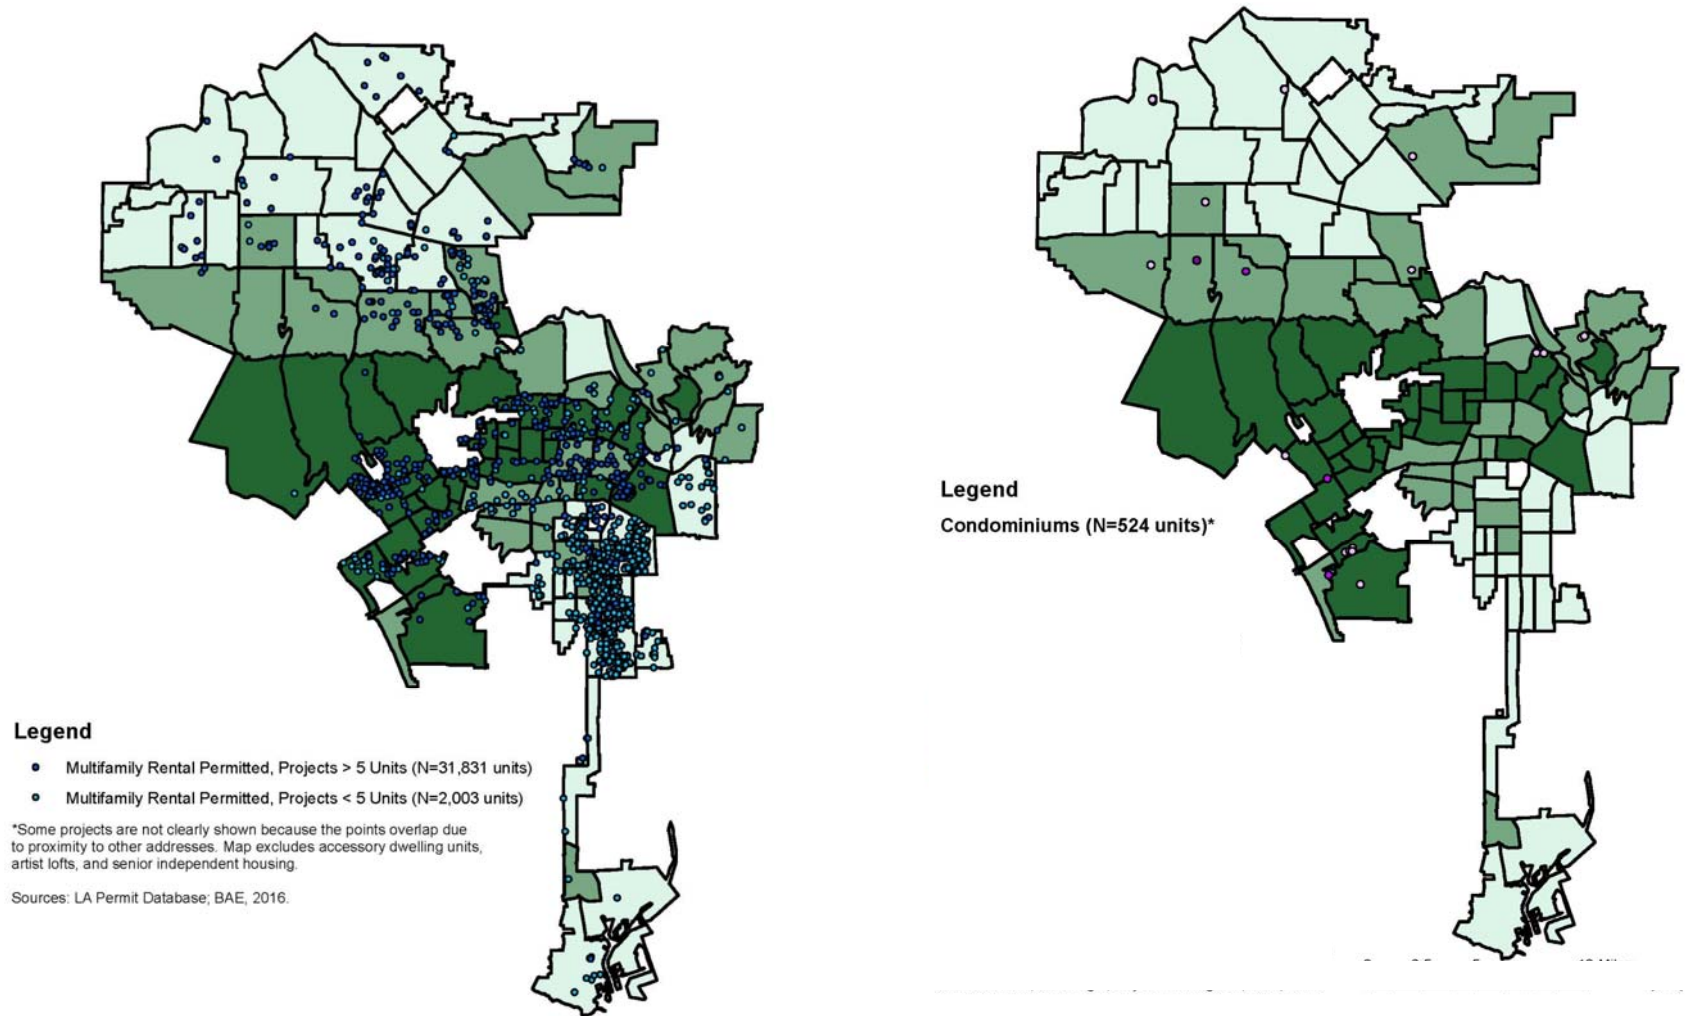 Legend
Multifamily Rental Permitted, Projects > 5 Units (N=31,831 units)
Multifamily Rental Permitted, Projects < 5 Units (N=2,003 units)
*Some projects are not clearly shown because the points overlap due
to proximity to other addresses. Map excludes accessory dwelling units,
artist lofts, and senior independent housing.
Sources: LA Permit Database; BAE, 2016.
Legend
Condominiums (N=524 units)*